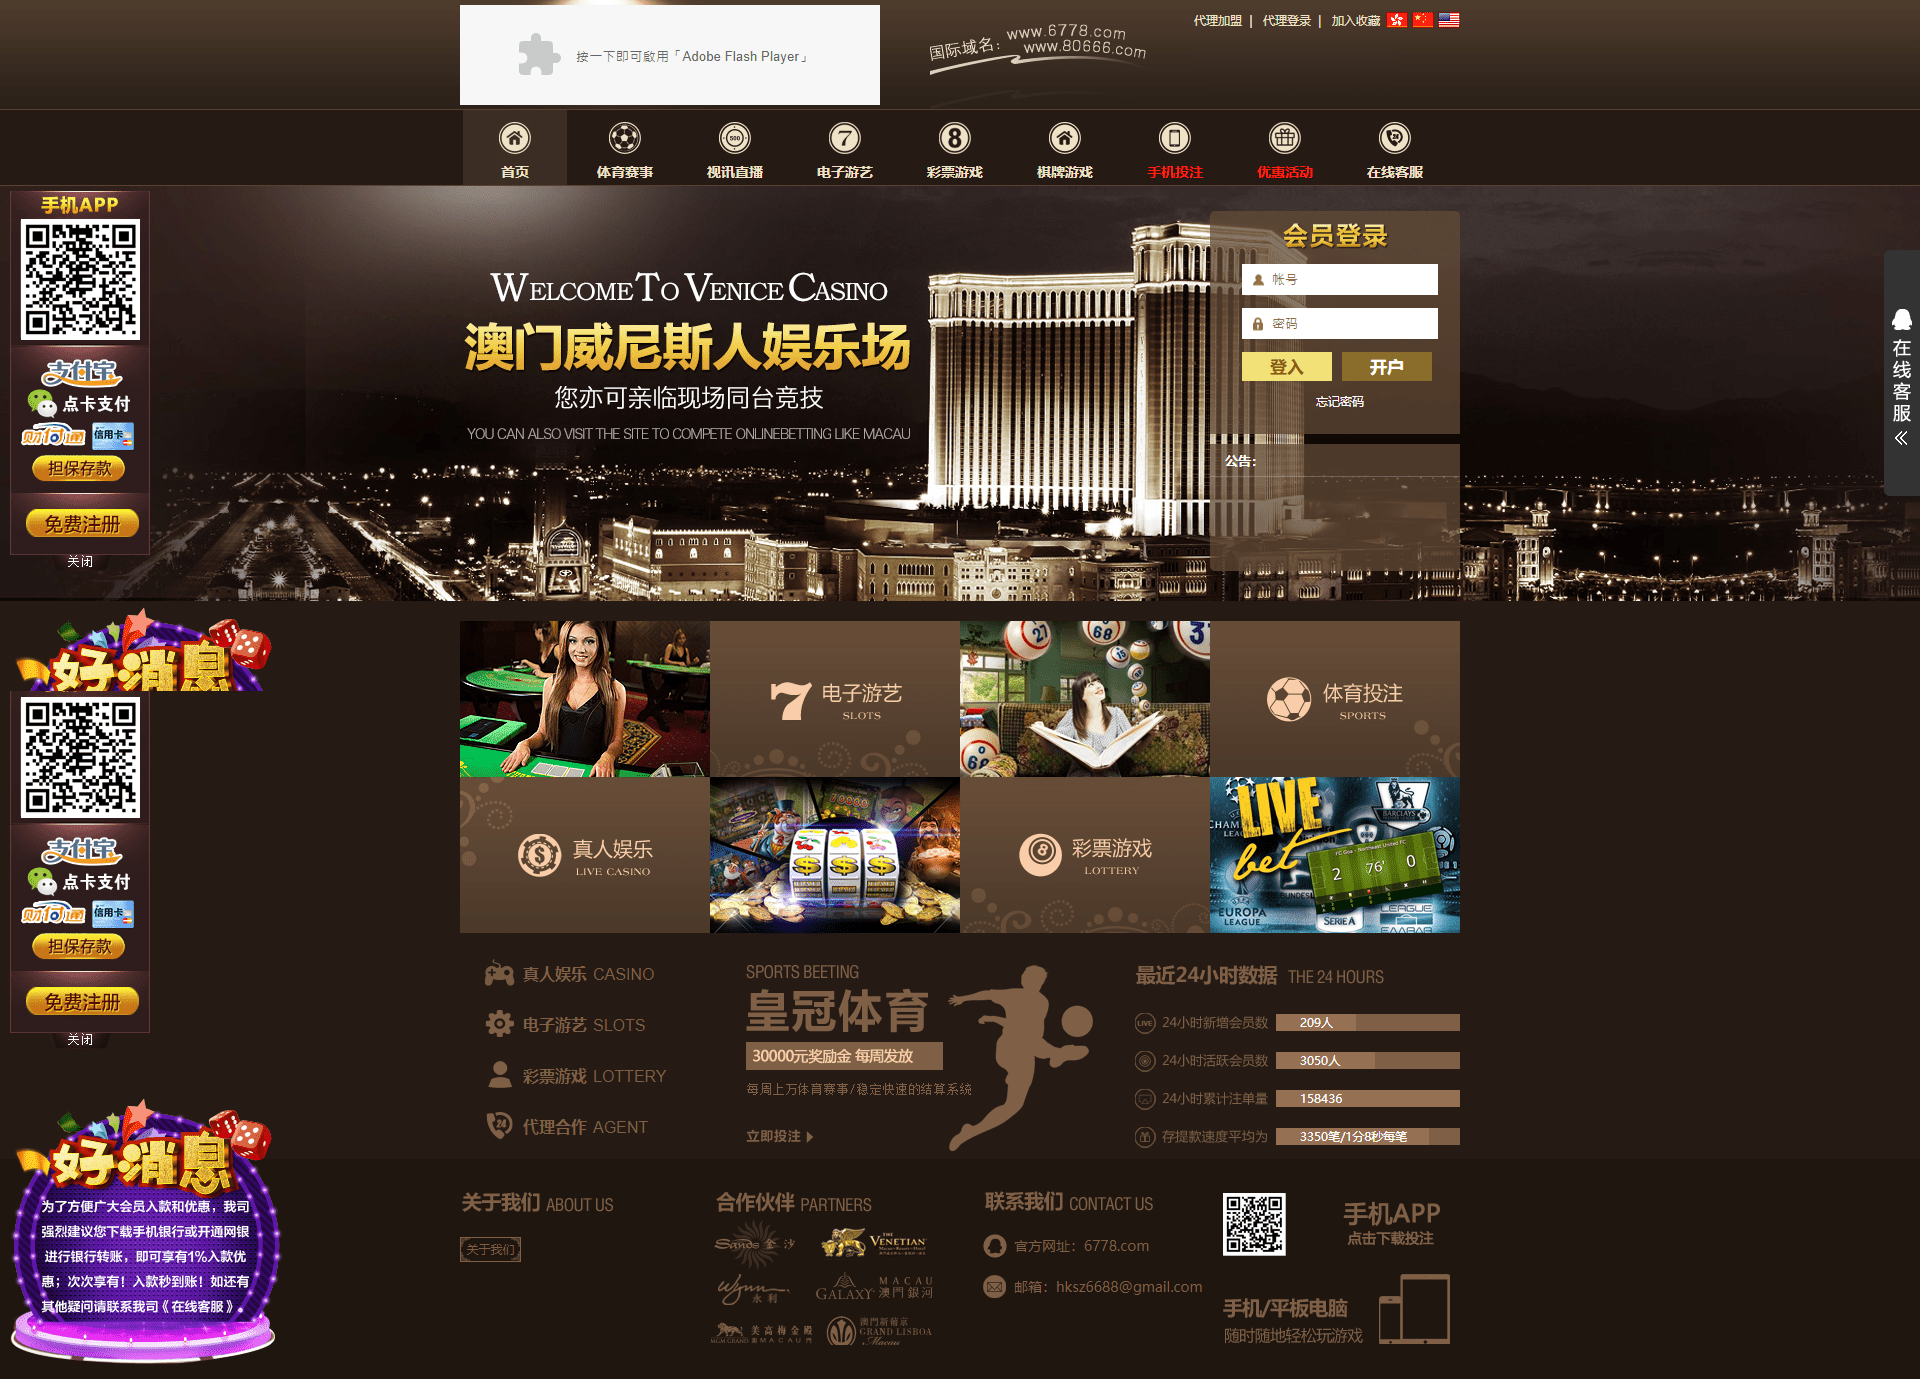 按一下即可啟用「Adobe Flash Player」
国际域名：
www.6778.com
www.80666.com
代理加盟 | 代理登录 | 加入收藏
首页
体育赛事
视讯直播
电子游艺
彩票游戏
棋牌游戏
手机投注
优惠活动
在线客服
手机APP
支付宝
点卡支付
财付通 信用卡
担保存款
免费注册
关闭
WELCOME TO VENICE CASINO
澳门威尼斯人娱乐场
您亦可亲临现场同台竞技
YOU CAN ALSO VISIT THE SITE TO COMPETE ONLINEBETTING LIKE MACAU
会员登录
帐号
密码
登入 开户
忘记密码
公告:
在线客服
好消息
支付宝
点卡支付
财付通 信用卡
担保存款
免费注册
关闭
电子游艺
SLOTS
体育投注
SPORTS
真人娱乐
LIVE CASINO
彩票游戏
LOTTERY
LIVE
bet
BARCLAYS
EUROPA
LEAGUE
SERIE A
2 76' 0
真人娱乐 CASINO
电子游艺 SLOTS
彩票游戏 LOTTERY
代理合作 AGENT
SPORTS BEETING
皇冠体育
30000元奖励金 每周发放
每周上万体育赛事/稳定快速的结算系统
立即投注
最近24小时数据 THE 24 HOURS
24小时新增会员数 209人
24小时活跃会员数 3050人
24小时累计注单量 158436
存提款速度平均为 3350笔/1分8秒每笔
好消息
为了方便广大会员入款和优惠，我司
强烈建议您下载手机银行或开通网银
进行银行转账，即可享有1%入款优
惠；次次享有！入款秒到账！如还有
其他疑问请联系我司《在线客服》。
关于我们 ABOUT US
关于我们
合作伙伴 PARTNERS
Sands 金沙
THE VENETIAN
Wynn 永利
GALAXY MACAU 澳門銀河
MGM GRAND 美高梅金殿 MACAU
澳門新葡京 GRAND LISBOA Macau
联系我们 CONTACT US
官方网址：6778.com
邮箱：hksz6688@gmail.com
手机APP
点击下载投注
手机/平板电脑
随时随地轻松玩游戏